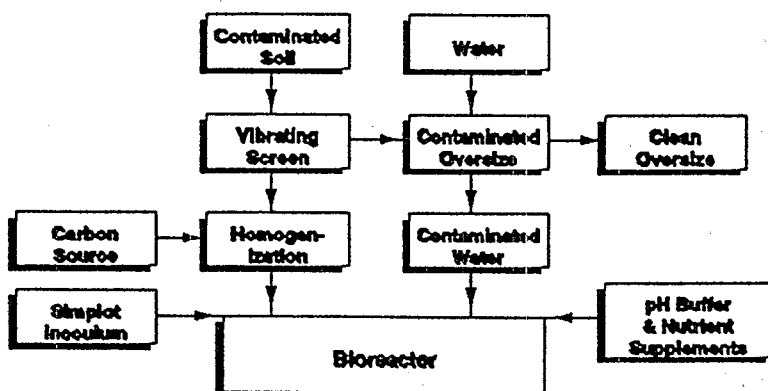 Contaminated
Soil
Water
Vibrating
Screen
Contaminated
Oversize
Clean
Oversize
Carbon
Source
Homogen-
ization
Contaminated
Water
Simplot
Inoculum
pH Buffer
& Nutrient
Supplements
Bioreactor